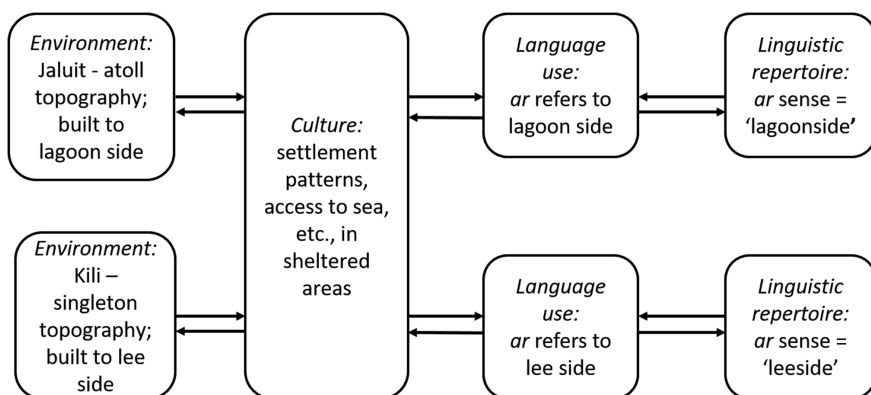 Environment:
Jaluit - atoll
topography;
built to
lagoon side
Culture:
settlement
patterns,
access to sea,
etc., in
sheltered
areas
Language
use:
ar refers to
lagoon side
Linguistic
repertoire:
ar sense =
‘lagoonside’
Environment:
Kili –
singleton
topography;
built to lee
side
Language
use:
ar refers to
lee side
Linguistic
repertoire:
ar sense =
‘leeside’